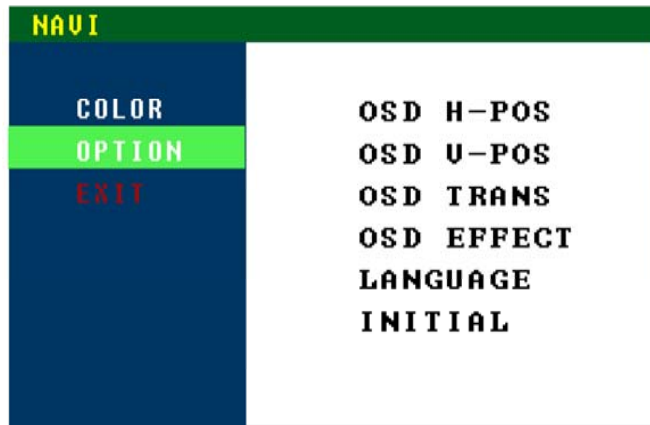 NAVI
COLOR
OPTION
EXIT
OSD H-POS
OSD V-POS
OSD TRANS
OSD EFFECT
LANGUAGE
INITIAL